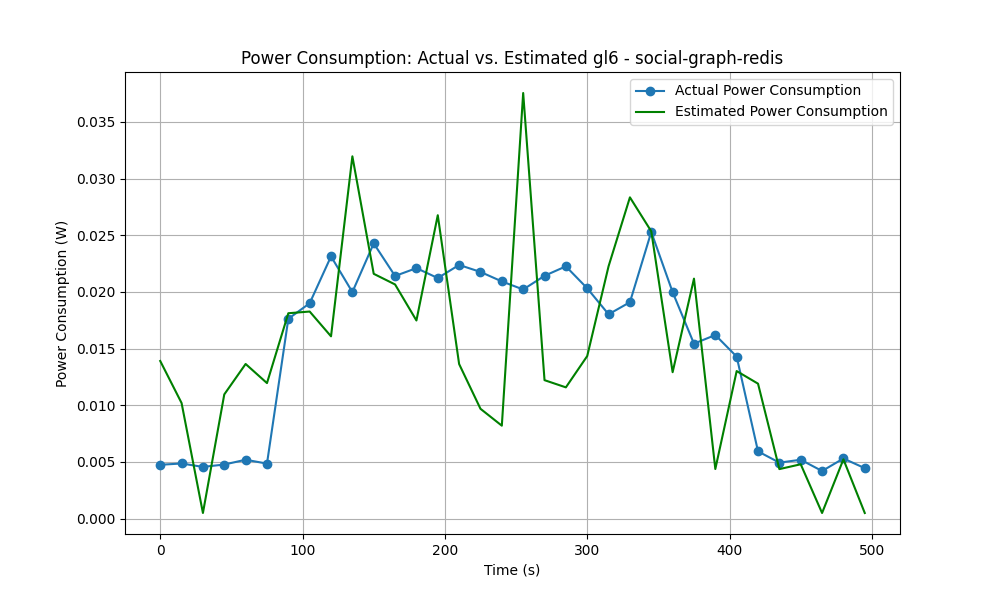 Power Consumption: Actual vs. Estimated gl6 - social-graph-redis
Actual Power Consumption
Estimated Power Consumption
Power Consumption (W)
0.035
0.030
0.025
0.020
0.015
0.010
0.005
0.000
0 100 200 300 400 500
Time (s)